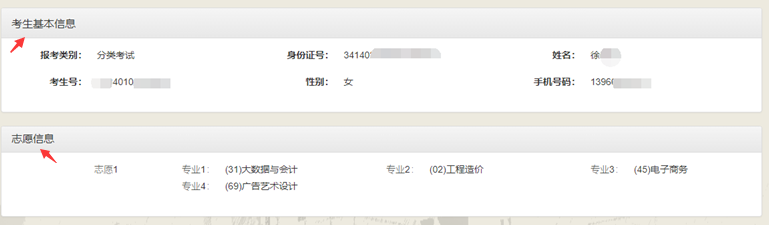 考生基本信息
报考类别： 分类考试 身份证号： 34140 姓名： 徐
考生号： 4010 性别： 女 手机号码： 1396
志愿信息
志愿1 专业1： (31)大数据与会计 专业2： (02)工程造价 专业3： (45)电子商务
专业4： (69)广告艺术设计